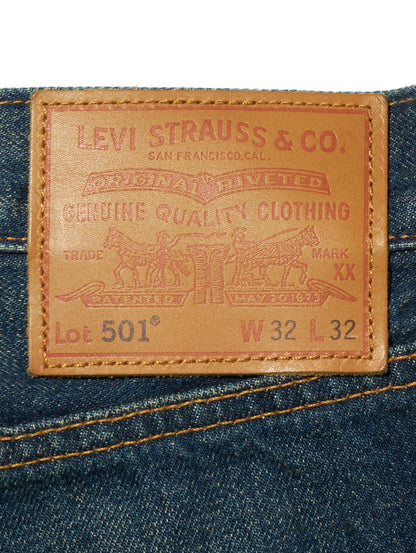 LEVI STRAUSS & CO.
SAN FRANCISCO, CAL.
ORIGINAL RIVETED
GENUINE QUALITY CLOTHING
TRADE MARK
XX
PATENTED MAY 20 1873
Lot 501® W 32 L 32